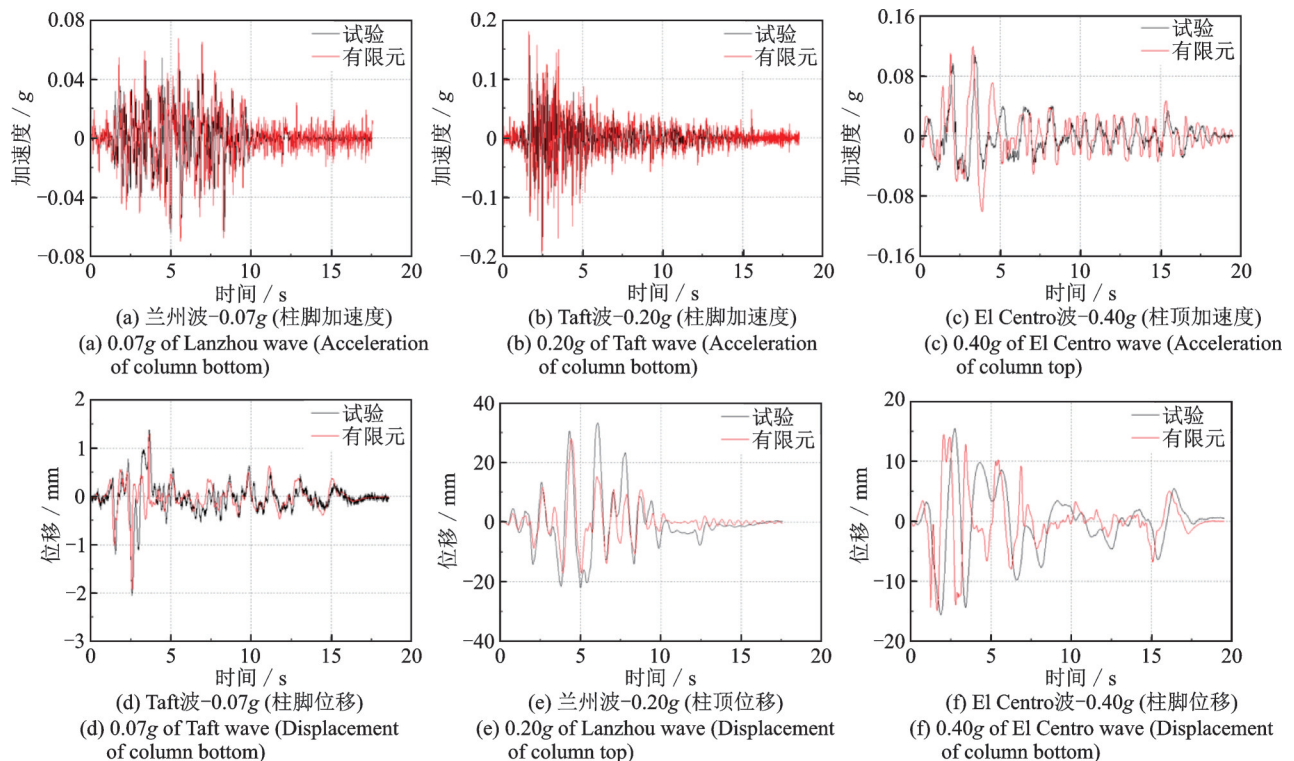 0.08
0.04
0
−0.04
−0.08
加速度 / g
试验
有限元
0 5 10 15 20
时间 / s
(a) 兰州波−0.07g (柱脚加速度)
(a) 0.07g of Lanzhou wave (Acceleration
of column bottom)
0.2
0.1
0
−0.1
−0.2
加速度 / g
试验
有限元
0 5 10 15 20
时间 / s
(b) Taft波−0.20g (柱脚加速度)
(b) 0.20g of Taft wave (Acceleration
of column bottom)
0.16
0.08
0
−0.08
−0.16
加速度 / g
试验
有限元
0 5 10 15 20
时间 / s
(c) El Centro波−0.40g (柱顶加速度)
(c) 0.40g of El Centro wave (Acceleration
of column top)
2
1
0
−1
−2
−3
位移 / mm
试验
有限元
0 5 10 15 20
时间 / s
(d) Taft波−0.07g (柱脚位移)
(d) 0.07g of Taft wave (Displacement
of column bottom)
40
20
0
−20
−40
位移 / mm
试验
有限元
0 5 10 15 20
时间 / s
(e) 兰州波−0.20g (柱顶位移)
(e) 0.20g of Lanzhou wave (Displacement
of column top)
20
10
0
−10
−20
位移 / mm
试验
有限元
0 5 10 15 20
时间 / s
(f) El Centro波−0.40g (柱脚位移)
(f) 0.40g of El Centro wave (Displacement
of column bottom)